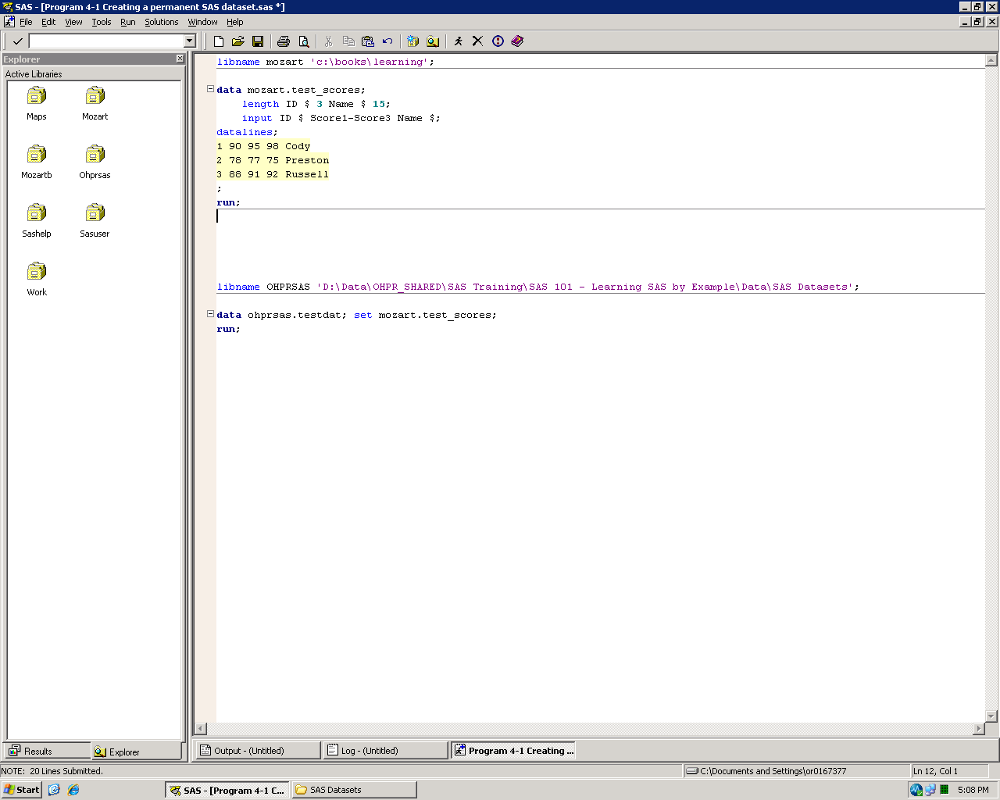 SAS - [Program 4-1 Creating a permanent SAS dataset.sas *]
File Edit View Tools Run Solutions Window Help
Explorer
Active Libraries
Maps Mozart
Mozartb Ohprsas
Sashelp Sasuser
Work
libname mozart 'c:\books\learning';
data mozart.test_scores;
length ID $ 3 Name $ 15;
input ID $ Score1-Score3 Name $;
datalines;
1 90 95 98 Cody
2 78 77 75 Preston
3 88 91 92 Russell
;
run;
libname OHPRSAS 'D:\Data\OHPR_SHARED\SAS Training\SAS 101 - Learning SAS by Example\Data\SAS Datasets';
data ohprsas.testdat; set mozart.test_scores;
run;
Results Explorer
Output - (Untitled) Log - (Untitled) Program 4-1 Creating ...
NOTE: 20 Lines Submitted. C:\Documents and Settings\or0167377 Ln 12, Col 1
Start SAS - [Program 4-1 C... SAS Datasets 5:08 PM